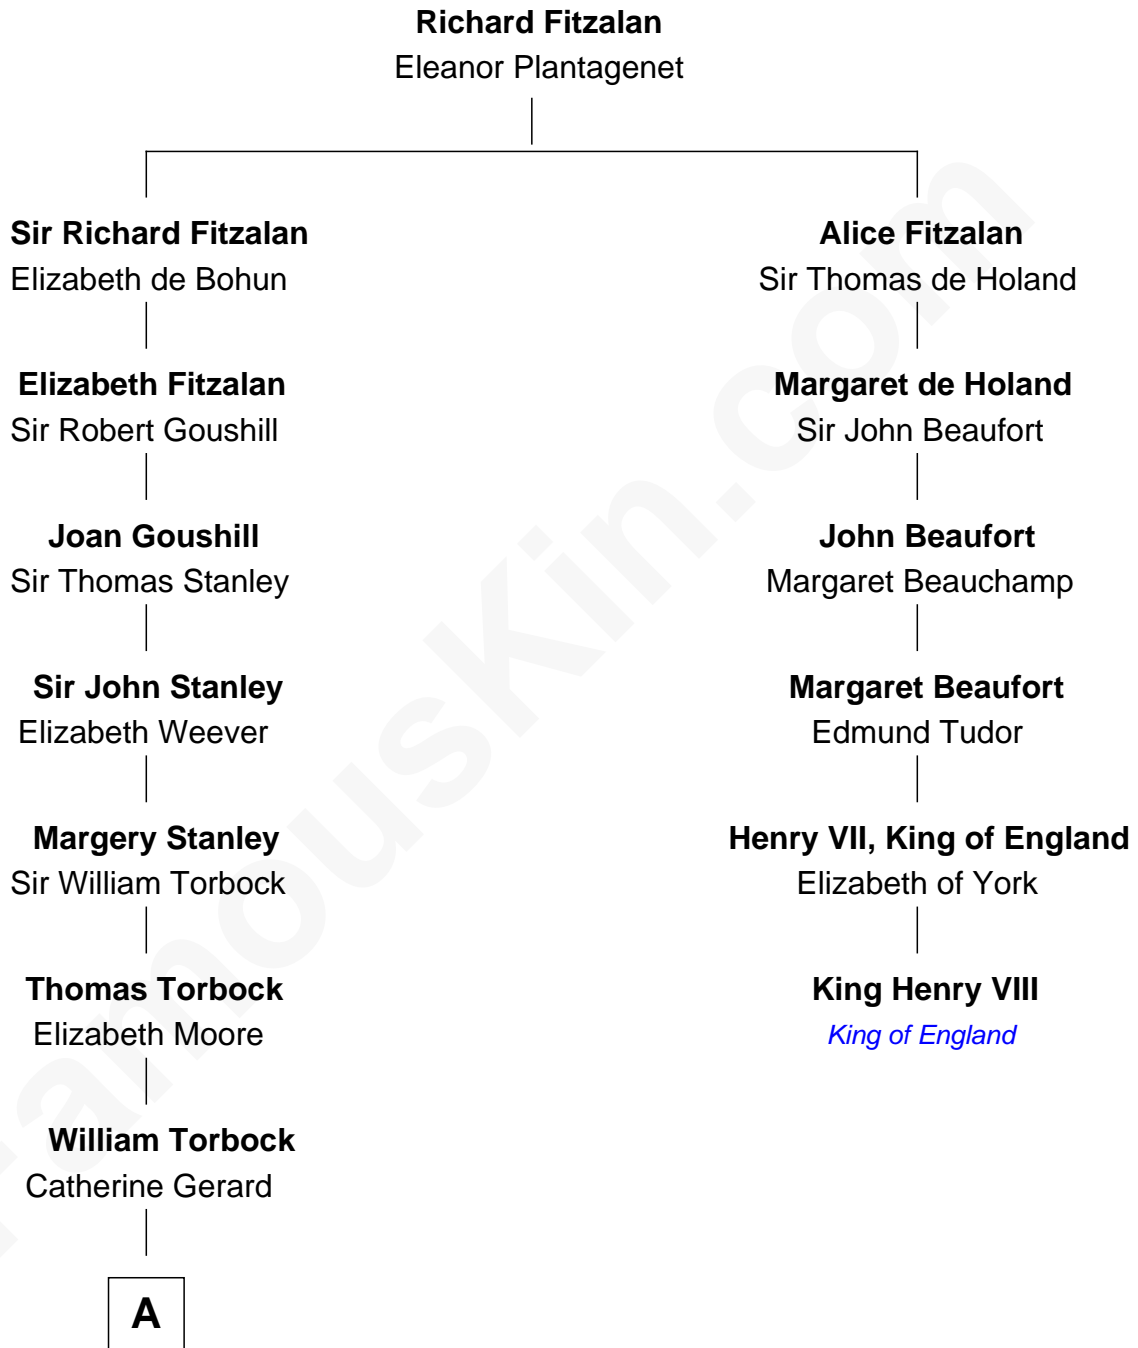 Richard Fitzalan
Eleanor Plantagenet
Sir Richard Fitzalan
Elizabeth de Bohun
Elizabeth Fitzalan
Sir Robert Goushill
Joan Goushill
Sir Thomas Stanley
Sir John Stanley
Elizabeth Weever
Margery Stanley
Sir William Torbock
Thomas Torbock
Elizabeth Moore
William Torbock
Catherine Gerard
A
Alice Fitzalan
Sir Thomas de Holand
Margaret de Holand
Sir John Beaufort
John Beaufort
Margaret Beauchamp
Margaret Beaufort
Edmund Tudor
Henry VII, King of England
Elizabeth of York
King Henry VIII
King of England
FamousKin.com